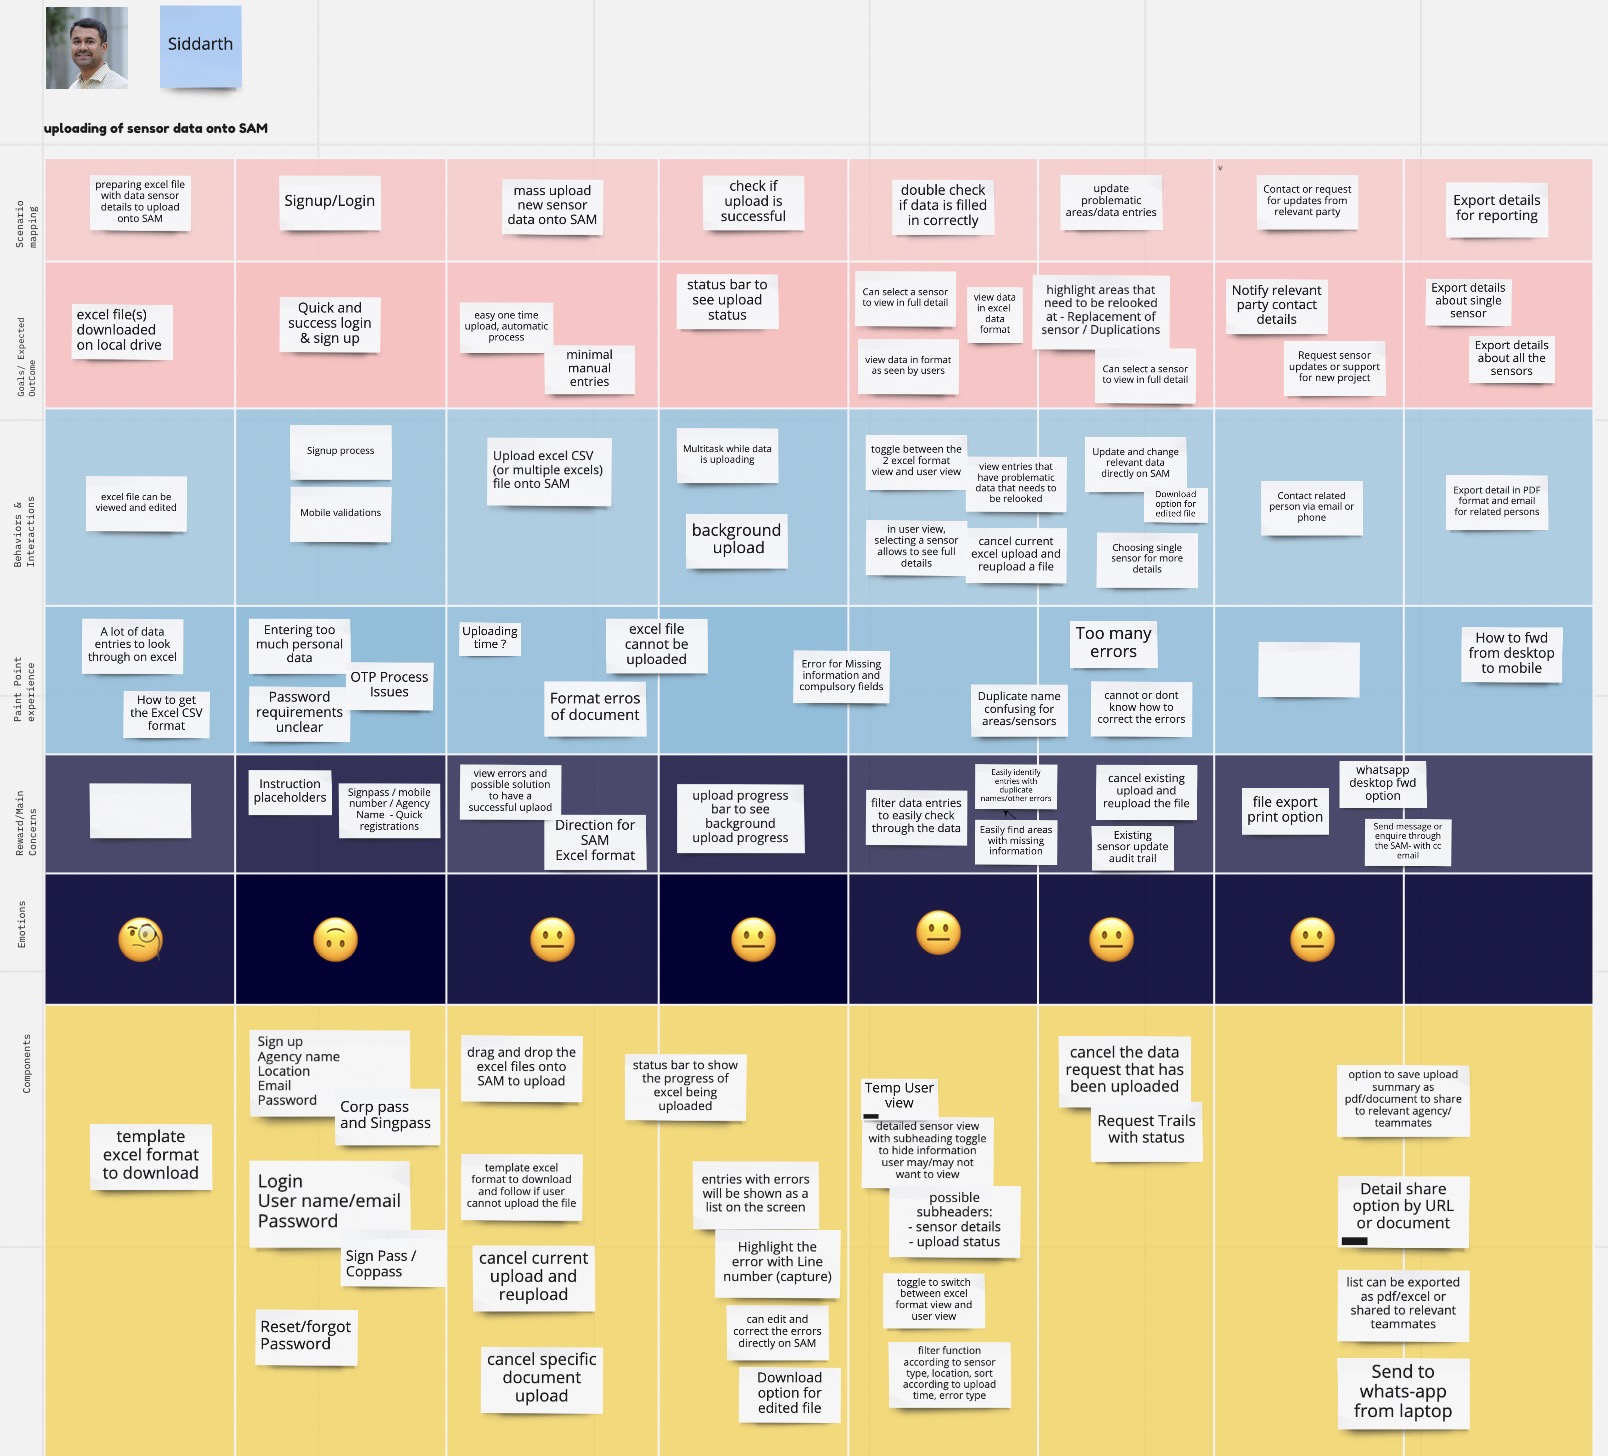 Siddarth
uploading of sensor data onto SAM
Scenario
mapping
preparing excel file
with data sensor
details to upload
onto SAM
Signup/Login
mass upload
new sensor
data onto SAM
check if
upload is
successful
double check
if data is filled
in correctly
update
problematic
areas/data entries
v
Contact or request
for updates from
relevant party
Export details
for reporting
Goals/ Expected
OutCome
excel file(s)
downloaded
on local drive
Quick and
success login
& sign up
easy one time
upload, automatic
process
minimal
manual
entries
status bar to
see upload
status
Can select a sensor
to view in full detail
view data
in excel
data
format
view data in format
as seen by users
highlight areas that
need to be relooked
at - Replacement of
sensor / Duplications
Can select a sensor
to view in full detail
Notify relevant
party contact
details
Request sensor
updates or support
for new project
Export details
about single
sensor
Export details
about all the
sensors
Behaviors &
Interactions
excel file can be
viewed and edited
Signup process
Mobile validations
Upload excel CSV
(or multiple excels)
file onto SAM
Multitask while data
is uploading
background
upload
toggle between the
2 excel format
view and user view
view entries that
have problematic
data that needs to
be relooked
in user view,
selecting a sensor
allows to see full
details
cancel current
excel upload and
reupload a file
Update and change
relevant data
directly on SAM
Download
option for
edited file
Choosing single
sensor for more
details
Contact related
person via email or
phone
Export detail in PDF
format and email
for related persons
Paint Point
experience
A lot of data
entries to look
through on excel
How to get
the Excel CSV
format
Entering too
much personal
data
OTP Process
Issues
Password
requirements
unclear
Uploading
time ?
excel file
cannot be
uploaded
Format erros
of document
Error for Missing
information and
compulsory fields
Duplicate name
confusing for
areas/sensors
Too many
errors
cannot or dont
know how to
correct the errors
How to fwd
from desktop
to mobile
Reward/M/Main
Concerns
Instruction
placeholders
Signpass / mobile
number / Agency
Name - Quick
registrations
view errors and
possible solution
to have a
successful uplaod
Direction for
SAM
Excel format
upload progress
bar to see
background
upload progress
filter data entries
to easily check
through the data
Easily identify
entries with
duplicate
names/other errors
Easily find areas
with missing
information
cancel existing
upload and
reupload the file
Existing
sensor update
audit trail
file export
print option
whatsapp
desktop fwd
option
Send message or
enquire through
the SAM- with cc
email
Emotions
Components
template
excel format
to download
Sign up
Agency name
Location
Email
Password
Corp pass
and Singpass
Login
User name/email
Password
Sign Pass /
Coppass
Reset/forgot
Password
drag and drop the
excel files onto
SAM to upload
template excel
format to download
and follow if user
cannot upload the file
cancel current
upload and
reupload
cancel specific
document
upload
status bar to show
the progress of
excel being
uploaded
entries with errors
will be shown as a
list on the screen
Highlight the
error with Line
number (capture)
can edit and
correct the errors
directly on SAM
Download
option for
edited file
Temp User
view
detailed sensor view
with subheading toggle
to hide information
user may/may not
want to view
possible
subheaders:
- sensor details
- upload status
toggle to switch
between excel
format view and
user view
filter function
according to sensor
type, location, sort
according to upload
time, error type
cancel the data
request that has
been uploaded
Request Trails
with status
option to save upload
summary as
pdf/document to share
to relevant agency/
teammates
Detail share
option by URL
or document
list can be exported
as pdf/excel or
shared to relevant
teammates
Send to
whats-app
from laptop